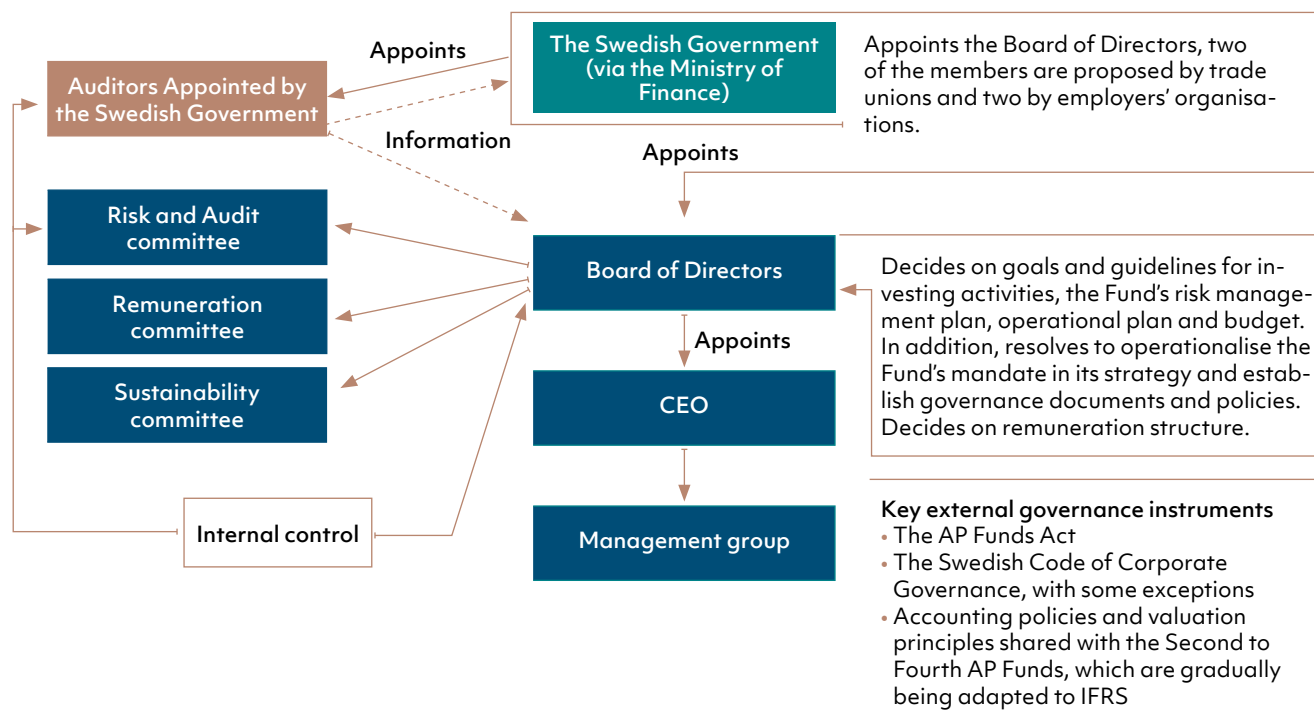 Appoints
Auditors Appointed by
the Swedish Government
The Swedish Government
(via the Ministry of
Finance)
Appoints the Board of Directors, two
of the members are proposed by trade
unions and two by employers’ organisa-
tions.
Information
Appoints
Risk and Audit
committee
Remuneration
committee
Sustainability
committee
Board of Directors
Decides on goals and guidelines for in-
vesting activities, the Fund’s risk manage-
ment plan, operational plan and budget.
In addition, resolves to operationalise the
Fund’s mandate in its strategy and estab-
lish governance documents and policies.
Decides on remuneration structure.
Appoints
CEO
Internal control
Management group
Key external governance instruments
• The AP Funds Act
• The Swedish Code of Corporate
Governance, with some exceptions
• Accounting policies and valuation
principles shared with the Second to
Fourth AP Funds, which are gradually
being adapted to IFRS